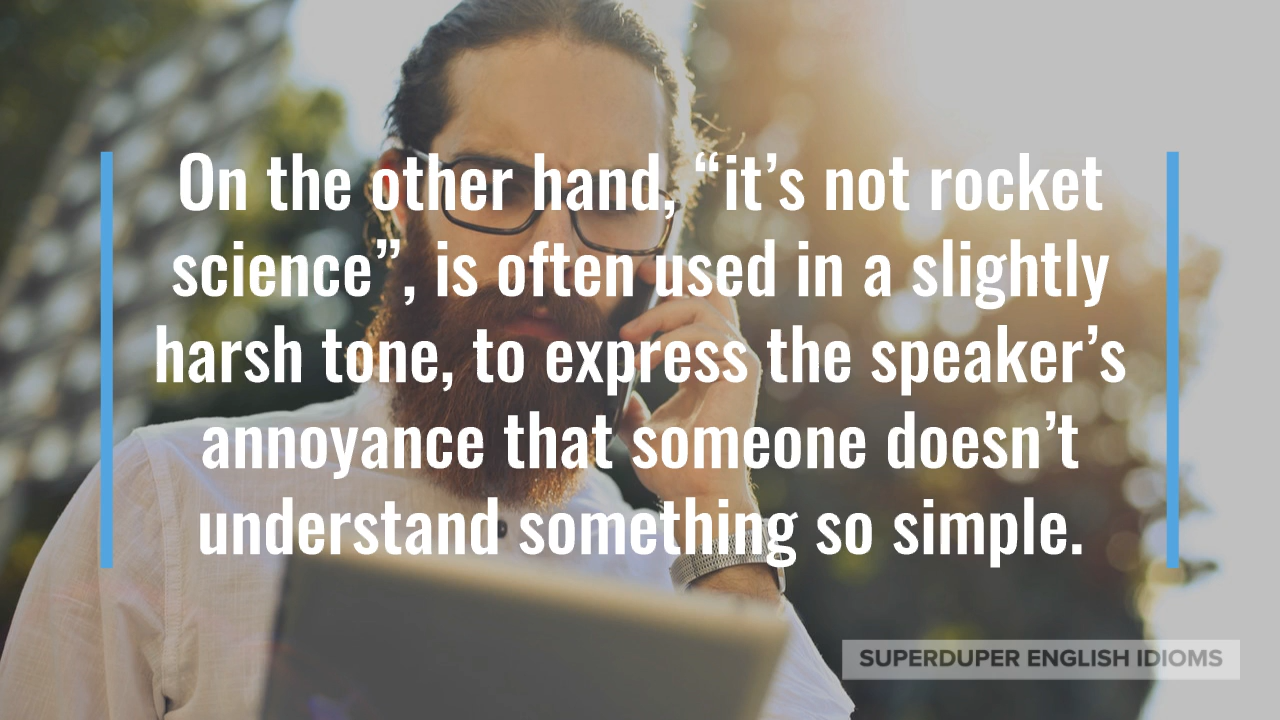 On the other hand, “it’s not rocket
science”, is often used in a slightly
harsh tone, to express the speaker’s
annoyance that someone doesn’t
understand something so simple.
SUPERDUPER ENGLISH IDIOMS